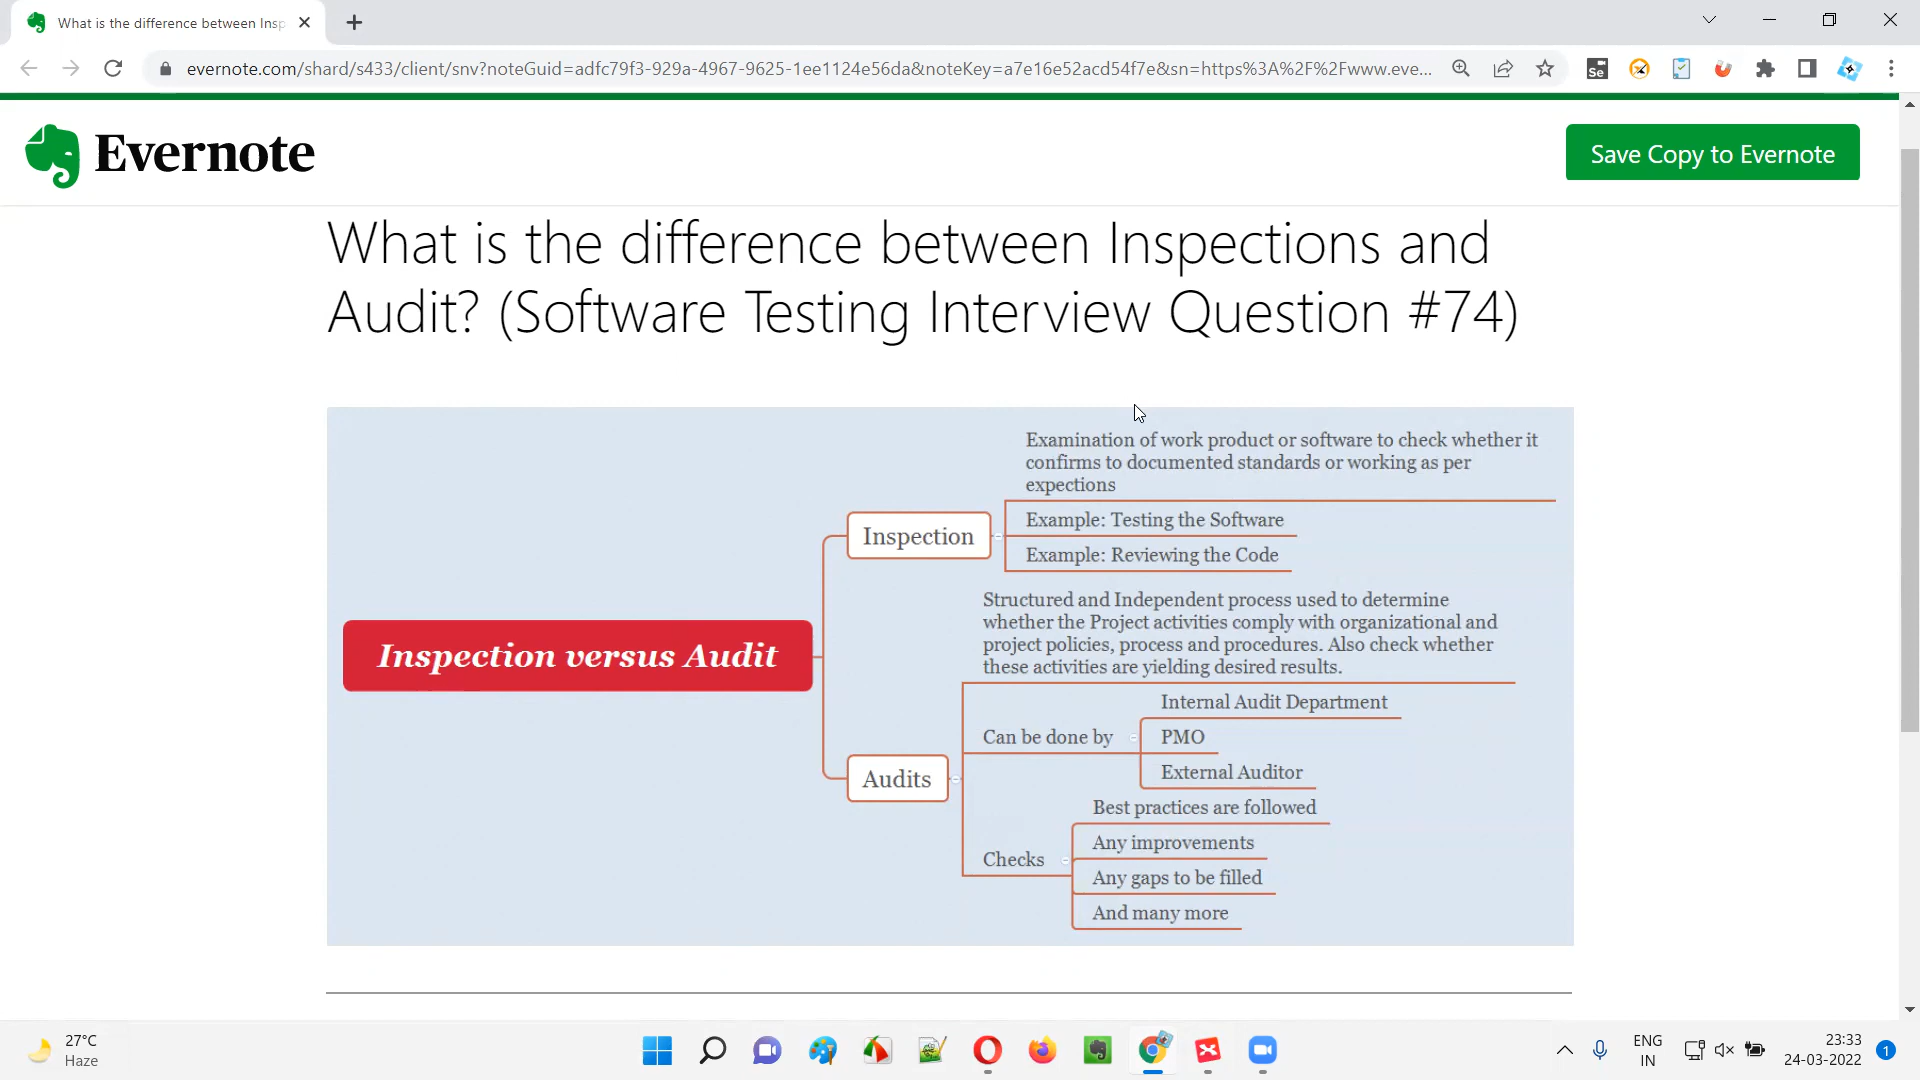 What is the difference between Insp
evernote.com/shard/s433/client/snv?noteGuid=adfc79f3-929a-4967-9625-1ee1124e56da&noteKey=a7e16e52acd54f7e&sn=https%3A%2F%2Fwww.eve...
Se
Evernote
Save Copy to Evernote
What is the difference between Inspections and
Audit? (Software Testing Interview Question #74)
Examination of work product or software to check whether it
confirms to documented standards or working as per
expections
Inspection
Example: Testing the Software
Example: Reviewing the Code
Inspection versus Audit
Structured and Independent process used to determine
whether the Project activities comply with organizational and
project policies, process and procedures. Also check whether
these activities are yielding desired results.
Audits
Can be done by
Internal Audit Department
PMO
External Auditor
Checks
Best practices are followed
Any improvements
Any gaps to be filled
And many more
27°C
Haze
ENG
IN
23:33
24-03-2022
1